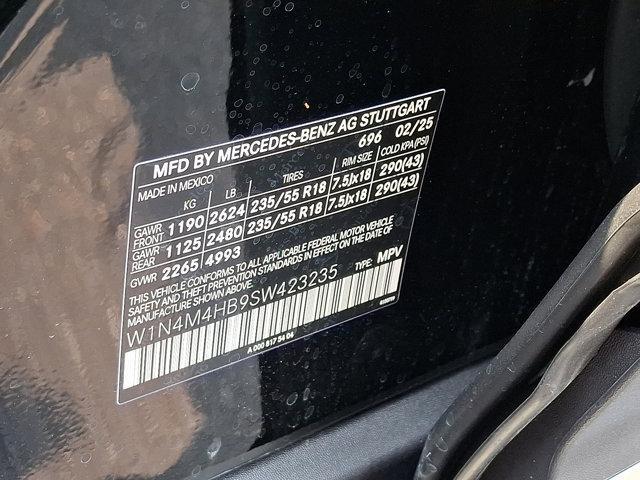 MFD BY MERCEDES-BENZ AG STUTTGART
MADE IN MEXICO 696 02/25
KG LB TIRES RIM SIZE COLD KPA (PSI)
GAWR FRONT 1190 2624 235/55 R18 7.5Jx18 290(43)
GAWR REAR 1125 2480 235/55 R18 7.5Jx18 290(43)
GVWR 2265 4993
THIS VEHICLE CONFORMS TO ALL APPLICABLE FEDERAL MOTOR VEHICLE
SAFETY AND THEFT PREVENTION STANDARDS IN EFFECT ON THE DATE OF
MANUFACTURE SHOWN ABOVE.
W1N4M4HB9SW423235 TYPE: MPV
A 000 817 54 04